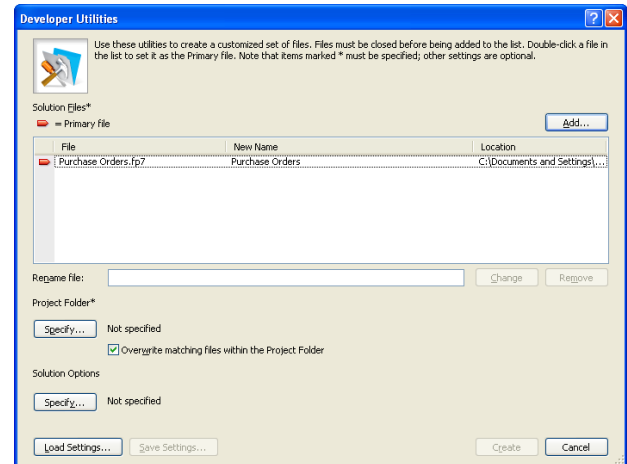 Developer Utilities
Use these utilities to create a customized set of files. Files must be closed before being added to the list. Double-click a file in
the list to set it as the Primary file. Note that items marked * must be specified; other settings are optional.
Solution Files*
= Primary file
Add...
File New Name Location
Purchase Orders.fp7 Purchase Orders C:\Documents and Settings\...
Rename file:
Change Remove
Project Folder*
Specify... Not specified
Overwrite matching files within the Project Folder
Solution Options
Specify... Not specified
Load Settings... Save Settings... Create Cancel